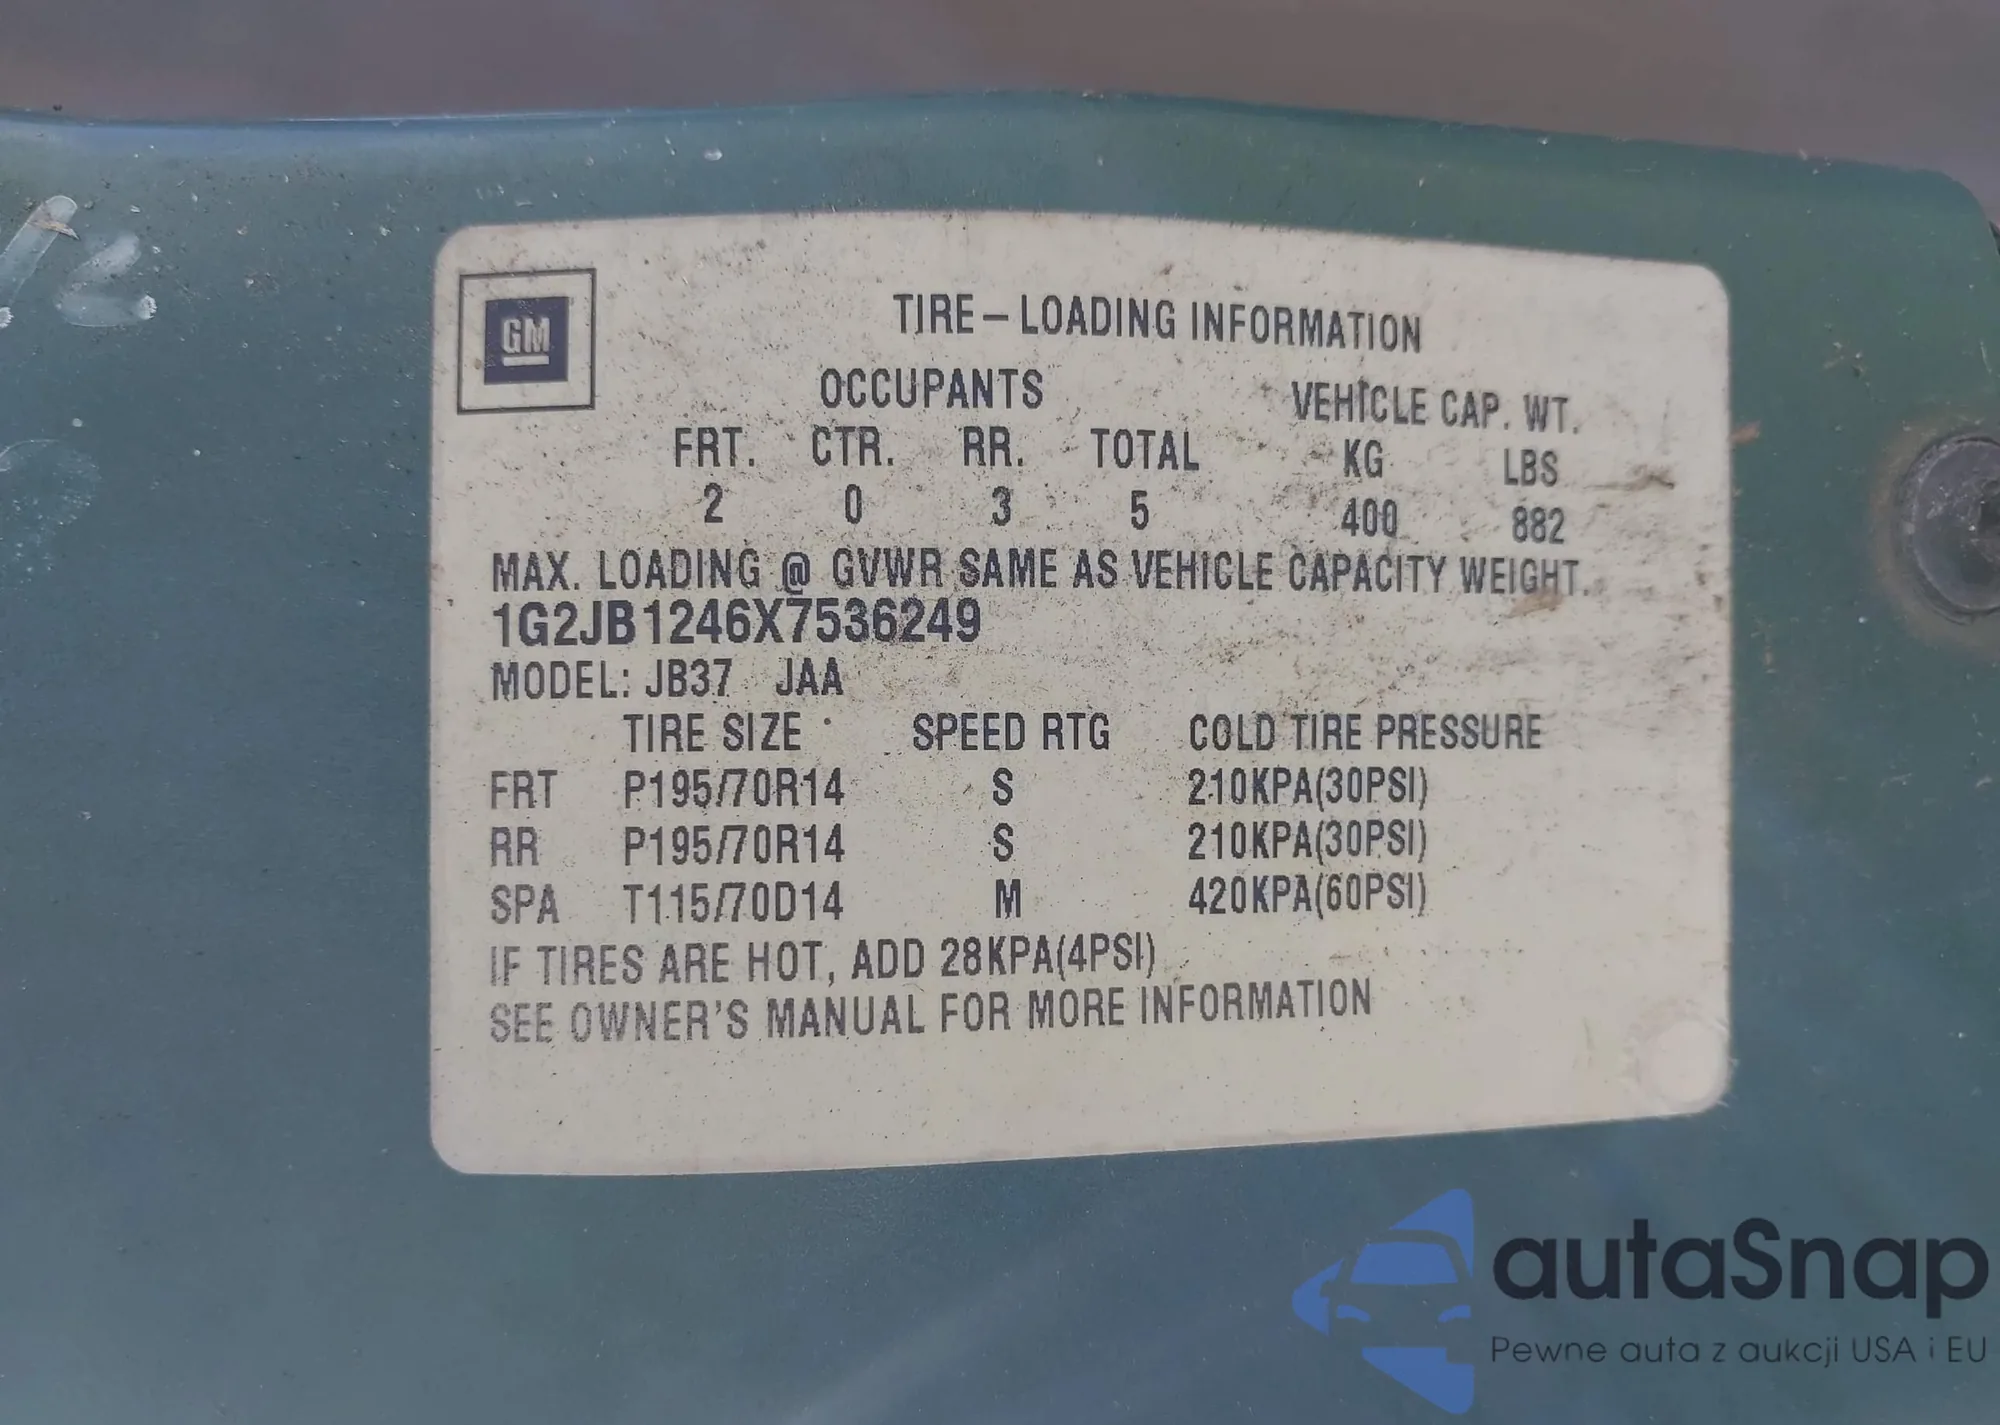 GM
TIRE – LOADING INFORMATION
OCCUPANTS VEHICLE CAP. WT.
FRT. CTR. RR. TOTAL KG LBS
2 0 3 5 400 882
MAX. LOADING @ GVWR SAME AS VEHICLE CAPACITY WEIGHT.
1G2JB1246X7536249
MODEL: JB37 JAA
TIRE SIZE SPEED RTG COLD TIRE PRESSURE
FRT P195/70R14 S 210KPA(30PSI)
RR P195/70R14 S 210KPA(30PSI)
SPA T115/70D14 M 420KPA(60PSI)
IF TIRES ARE HOT, ADD 28KPA(4PSI)
SEE OWNER'S MANUAL FOR MORE INFORMATION
autaSnap
Pewne auta z aukcji USA i EU